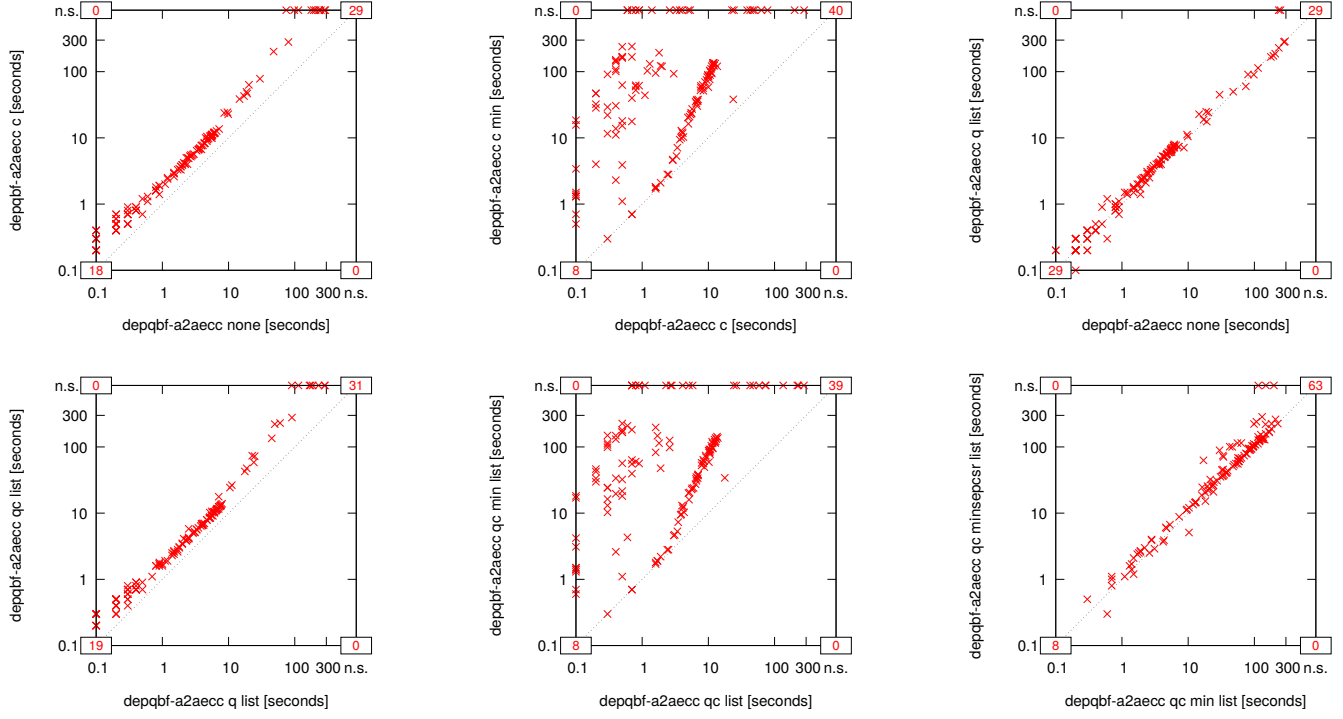 n.s. 0 29
300
100
10
1
0.1 18 0
0.1 1 10 100 300 n.s.
depqbf-a2aecc c [seconds]
depqbf-a2aecc none [seconds]
n.s. 0 40
300
100
10
1
0.1 8 0
0.1 1 10 100 300 n.s.
depqbf-a2aecc c min [seconds]
depqbf-a2aecc c [seconds]
n.s. 0 29
300
100
10
1
0.1 29 0
0.1 1 10 100 300 n.s.
depqbf-a2aecc q list [seconds]
depqbf-a2aecc none [seconds]
n.s. 0 31
300
100
10
1
0.1 19 0
0.1 1 10 100 300 n.s.
depqbf-a2aecc qc list [seconds]
depqbf-a2aecc q list [seconds]
n.s. 0 39
300
100
10
1
0.1 8 0
0.1 1 10 100 300 n.s.
depqbf-a2aecc qc min list [seconds]
depqbf-a2aecc qc list [seconds]
n.s. 0 63
300
100
10
1
0.1 8 0
0.1 1 10 100 300 n.s.
depqbf-a2aecc qc minsepcsr list [seconds]
depqbf-a2aecc qc min list [seconds]